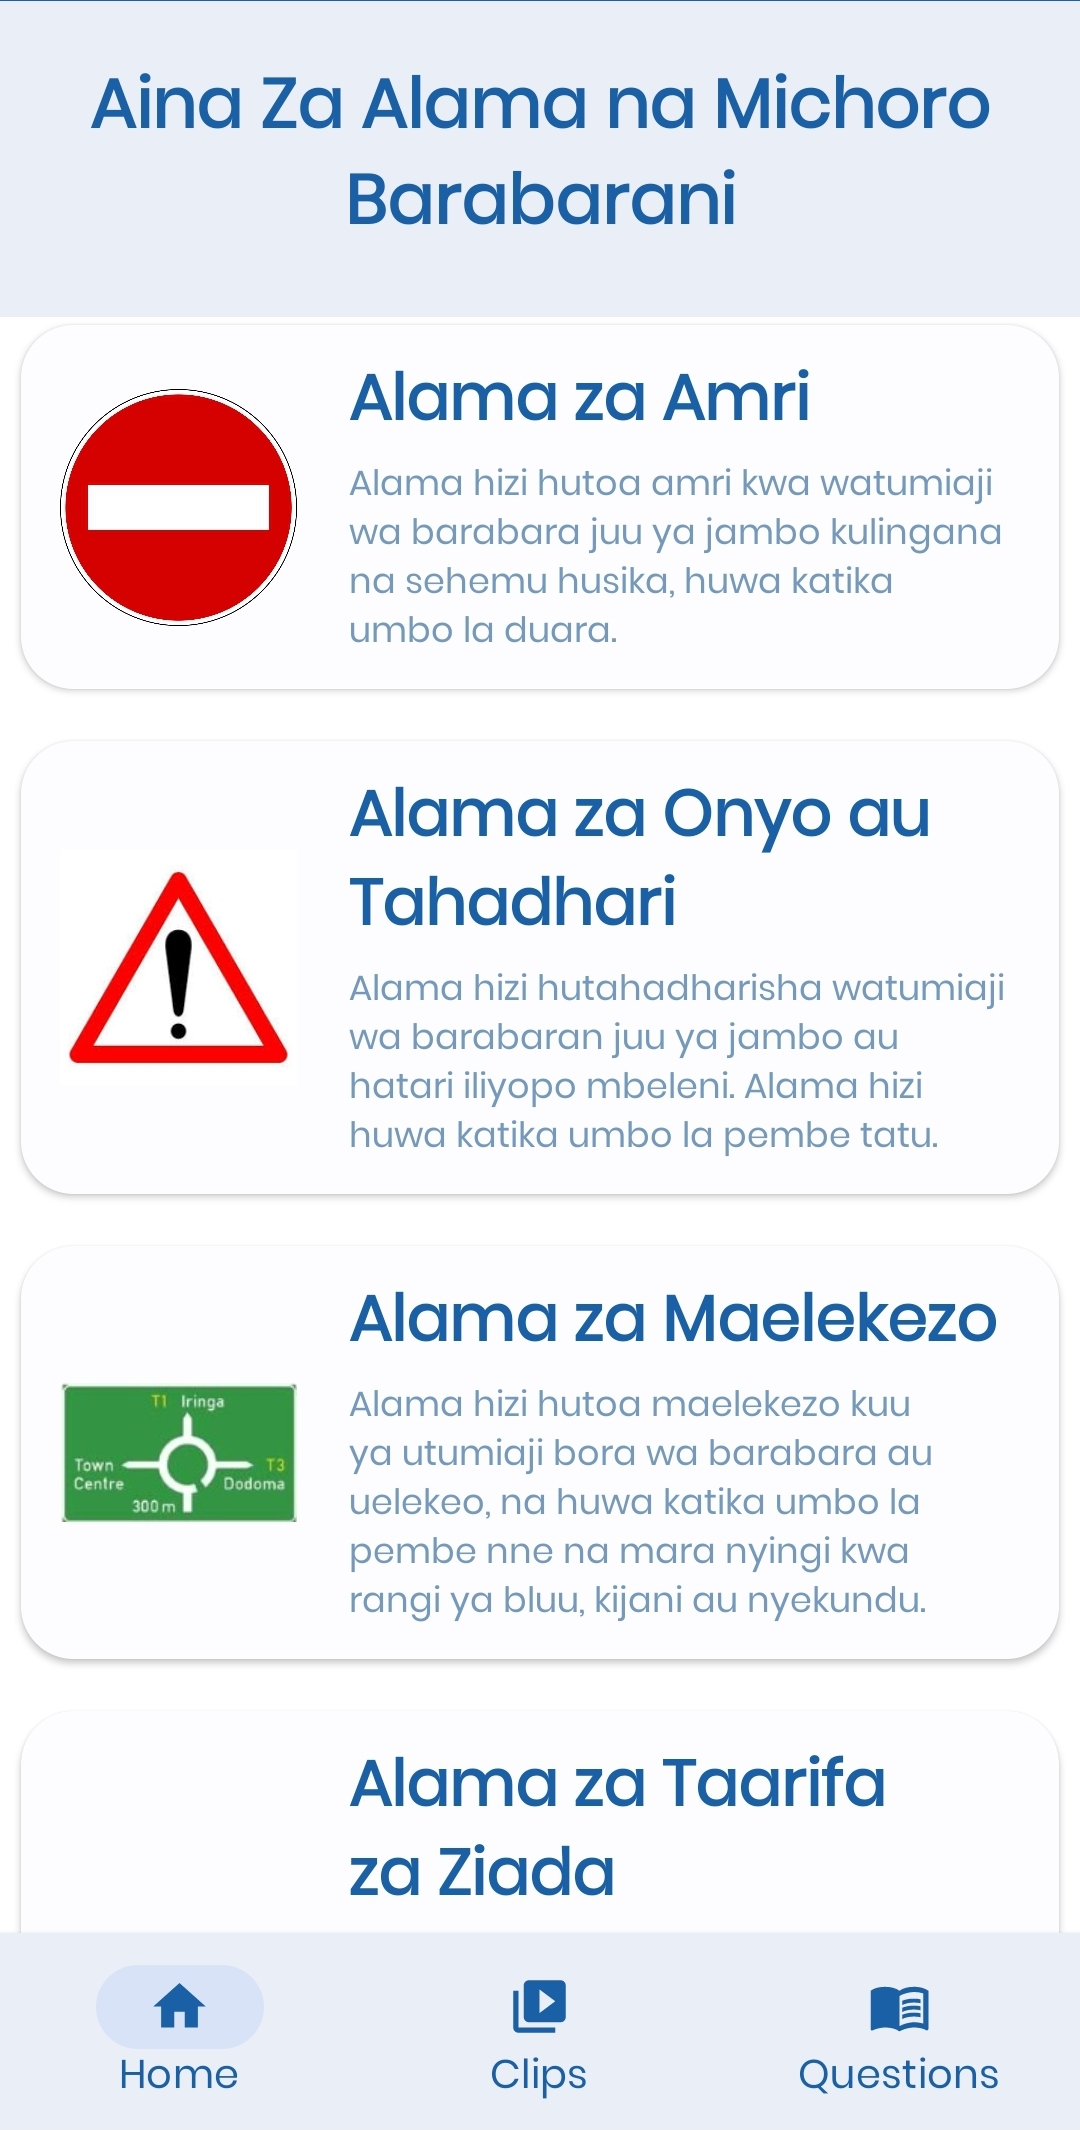 Aina Za Alama na Michoro
Barabarani
Alama za Amri
Alama hizi hutoa amri kwa watumiaji
wa barabara juu ya jambo kulingana
na sehemu husika, huwa katika
umbo la duara.
Alama za Onyo au
Tahadhari
Alama hizi hutahadharisha watumiaji
wa barabaran juu ya jambo au
hatari iliyopo mbeleni. Alama hizi
huwa katika umbo la pembe tatu.
Alama za Maelekezo
T1 Iringa
Town
Centre
T3
Dodoma
300 m
Alama hizi hutoa maelekezo kuu
ya utumiaji bora wa barabara au
uelekeo, na huwa katika umbo la
pembe nne na mara nyingi kwa
rangi ya bluu, kijani au nyekundu.
Alama za Taarifa
za Ziada
Home
Clips
Questions